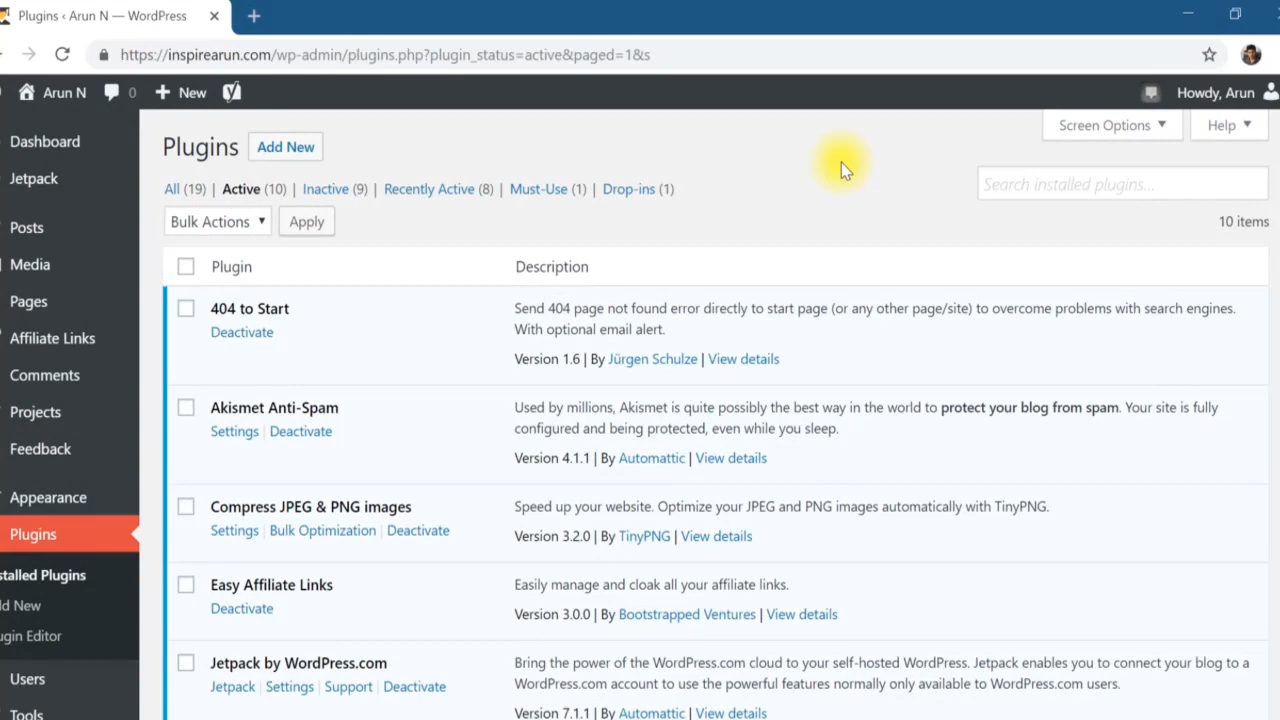 Plugins ‹ Arun N — WordPress
https://inspirearun.com/wp-admin/plugins.php?plugin_status=active&paged=1&s
Arun N 0 New Howdy, Arun
Screen Options Help
Dashboard
Jetpack
Posts
Media
Pages
Affiliate Links
Comments
Projects
Feedback
Appearance
Plugins
stalled Plugins
d New
ugin Editor
Users
Tools
Plugins Add New
All (19) | Active (10) | Inactive (9) | Recently Active (8) | Must-Use (1) | Drop-ins (1)
Search installed plugins...
Bulk Actions Apply
10 items
Plugin Description
404 to Start
Deactivate
Send 404 page not found error directly to start page (or any other page/site) to overcome problems with search engines.
With optional email alert.
Version 1.6 | By Jürgen Schulze | View details
Akismet Anti-Spam
Settings | Deactivate
Used by millions, Akismet is quite possibly the best way in the world to protect your blog from spam. Your site is fully
configured and being protected, even while you sleep.
Version 4.1.1 | By Automattic | View details
Compress JPEG & PNG images
Settings | Bulk Optimization | Deactivate
Speed up your website. Optimize your JPEG and PNG images automatically with TinyPNG.
Version 3.2.0 | By TinyPNG | View details
Easy Affiliate Links
Deactivate
Easily manage and cloak all your affiliate links.
Version 3.0.0 | By Bootstrapped Ventures | View details
Jetpack by WordPress.com
Jetpack | Settings | Support | Deactivate
Bring the power of the WordPress.com cloud to your self-hosted WordPress. Jetpack enables you to connect your blog to a
WordPress.com account to use the powerful features normally only available to WordPress.com users.
Version 7.1.1 | By Automattic | View details